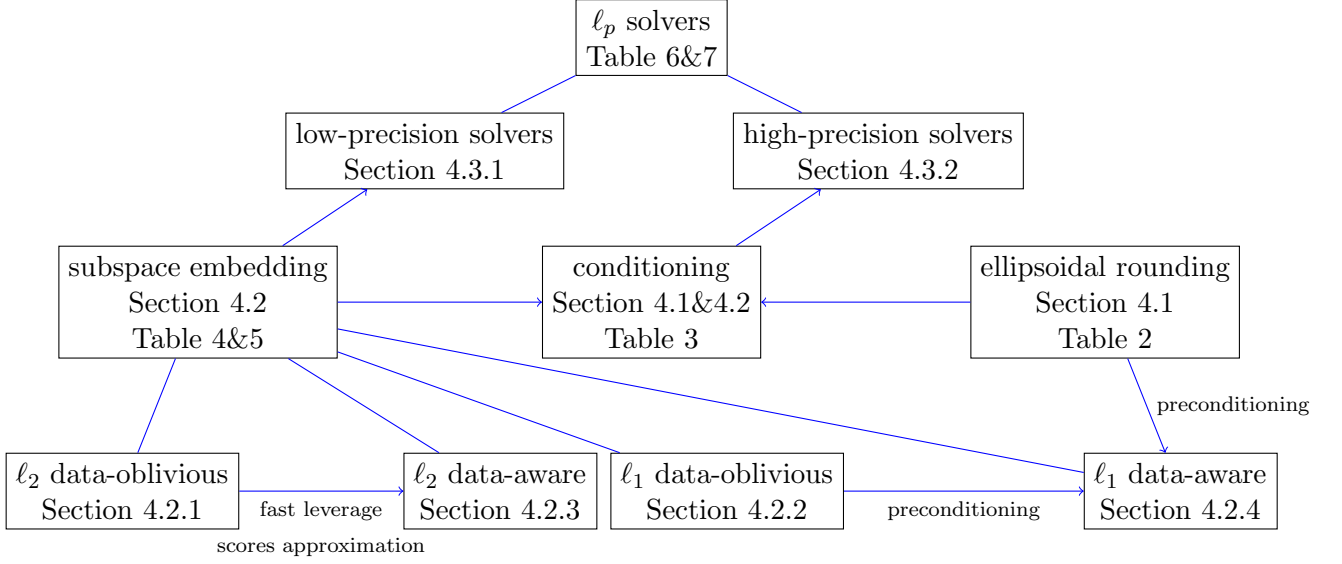 ℓp solvers
Table 6&7
low-precision solvers
Section 4.3.1
high-precision solvers
Section 4.3.2
subspace embedding
Section 4.2
Table 4&5
conditioning
Section 4.1&4.2
Table 3
ellipsoidal rounding
Section 4.1
Table 2
preconditioning
ℓ2 data-oblivious
Section 4.2.1
fast leverage
scores approximation
ℓ2 data-aware
Section 4.2.3
ℓ1 data-oblivious
Section 4.2.2
preconditioning
ℓ1 data-aware
Section 4.2.4